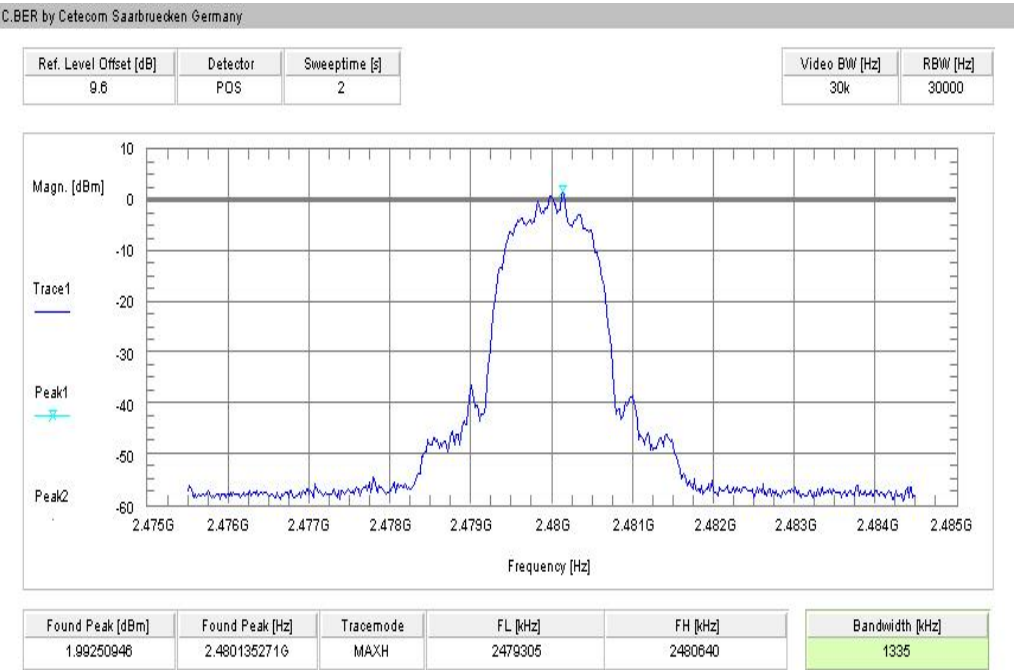 C.BER by Cetecom Saarbruecken Germany
Ref. Level Offset [dB] Detector Sweeptime [s] Video BW [Hz] RBW [Hz]
9.6 POS 2 30k 30000
10
Magn. [dBm]
0
-10
Trace1
-20
-30
Peak1
-40
-50
Peak2
-60
2.475G 2.476G 2.477G 2.478G 2.479G 2.48G 2.481G 2.482G 2.483G 2.484G 2.485G
Frequency [Hz]
Found Peak [dBm] Found Peak [Hz] Tracemode FL [kHz] FH [kHz] Bandwidth [kHz]
1.99250946 2.480135271G MAXH 2479305 2480640 1335